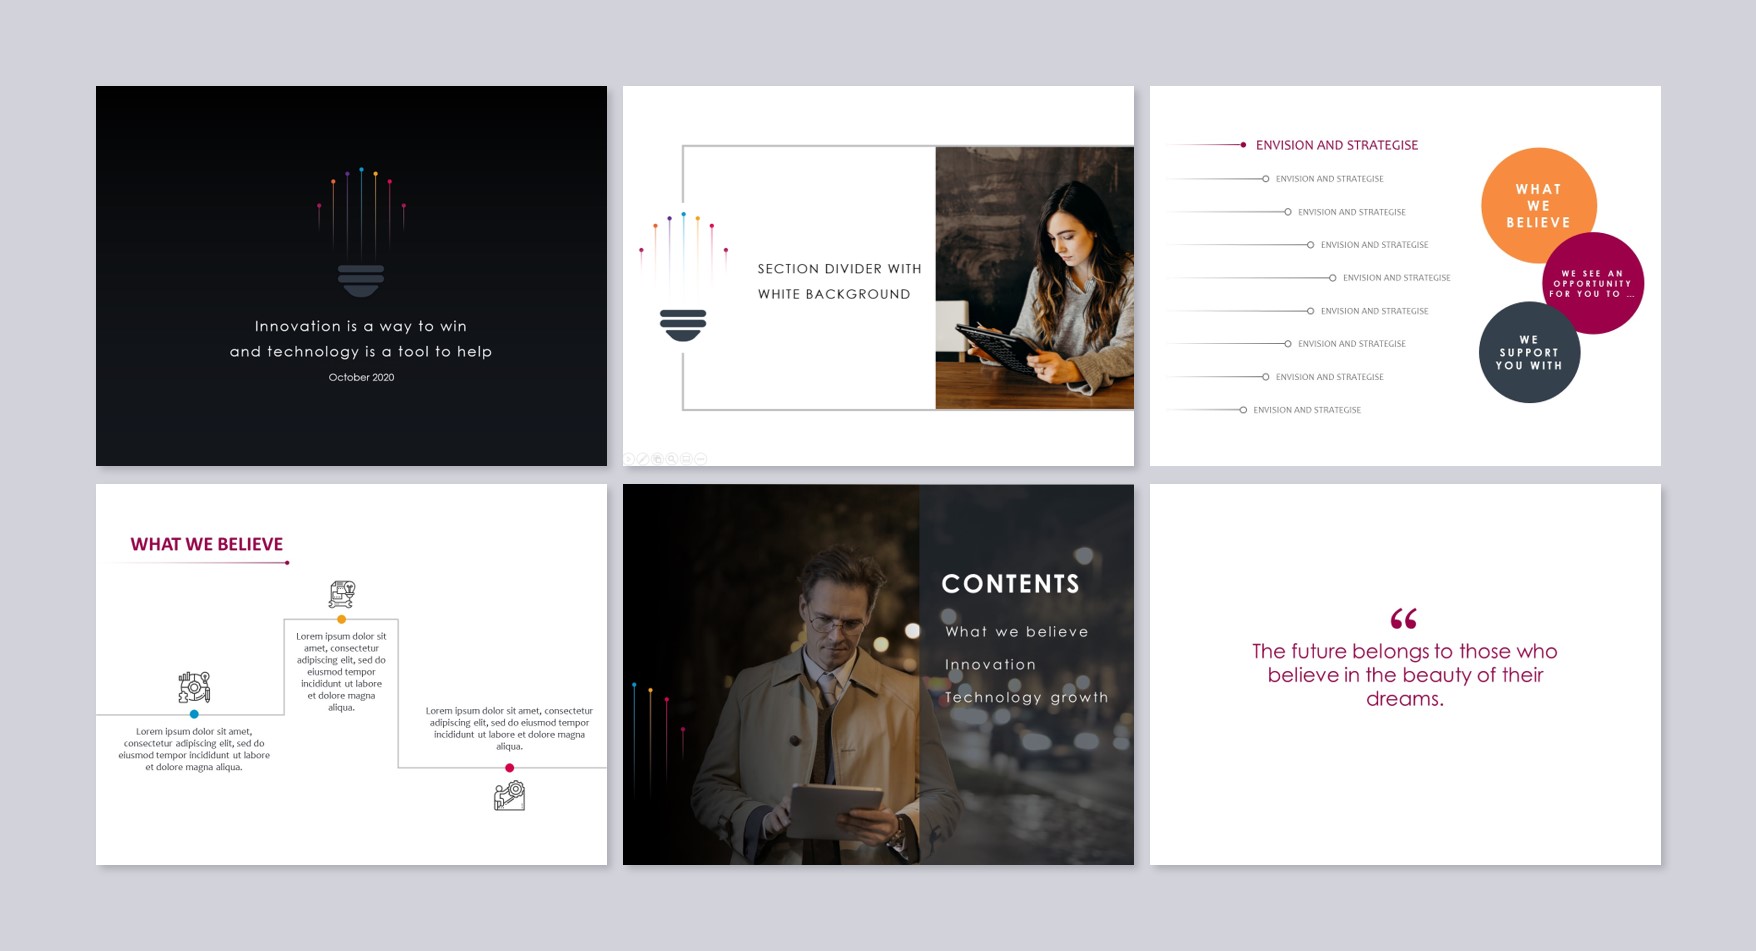 Innovation is a way to win
and technology is a tool to help
October 2020
SECTION DIVIDER WITH
WHITE BACKGROUND
ENVISION AND STRATEGISE
ENVISION AND STRATEGISE
ENVISION AND STRATEGISE
ENVISION AND STRATEGISE
ENVISION AND STRATEGISE
ENVISION AND STRATEGISE
ENVISION AND STRATEGISE
ENVISION AND STRATEGISE
ENVISION AND STRATEGISE
WHAT
WE
BELIEVE
WE SEE AN
OPPORTUNITY
FOR YOU TO ...
WE
SUPPORT
YOU WITH
WHAT WE BELIEVE
Lorem ipsum dolor sit amet,
consectetur adipiscing elit, sed do
eiusmod tempor incididunt ut labore
et dolore magna aliqua.
Lorem ipsum dolor sit
amet, consectetur
adipiscing elit, sed do
eiusmod tempor
incididunt ut labore
et dolore magna
aliqua.
Lorem ipsum dolor sit amet, consectetur
adipiscing elit, sed do eiusmod tempor
incididunt ut labore et dolore magna
aliqua.
CONTENTS
What we believe
Innovation
Technology growth
“
The future belongs to those who
believe in the beauty of their
dreams.